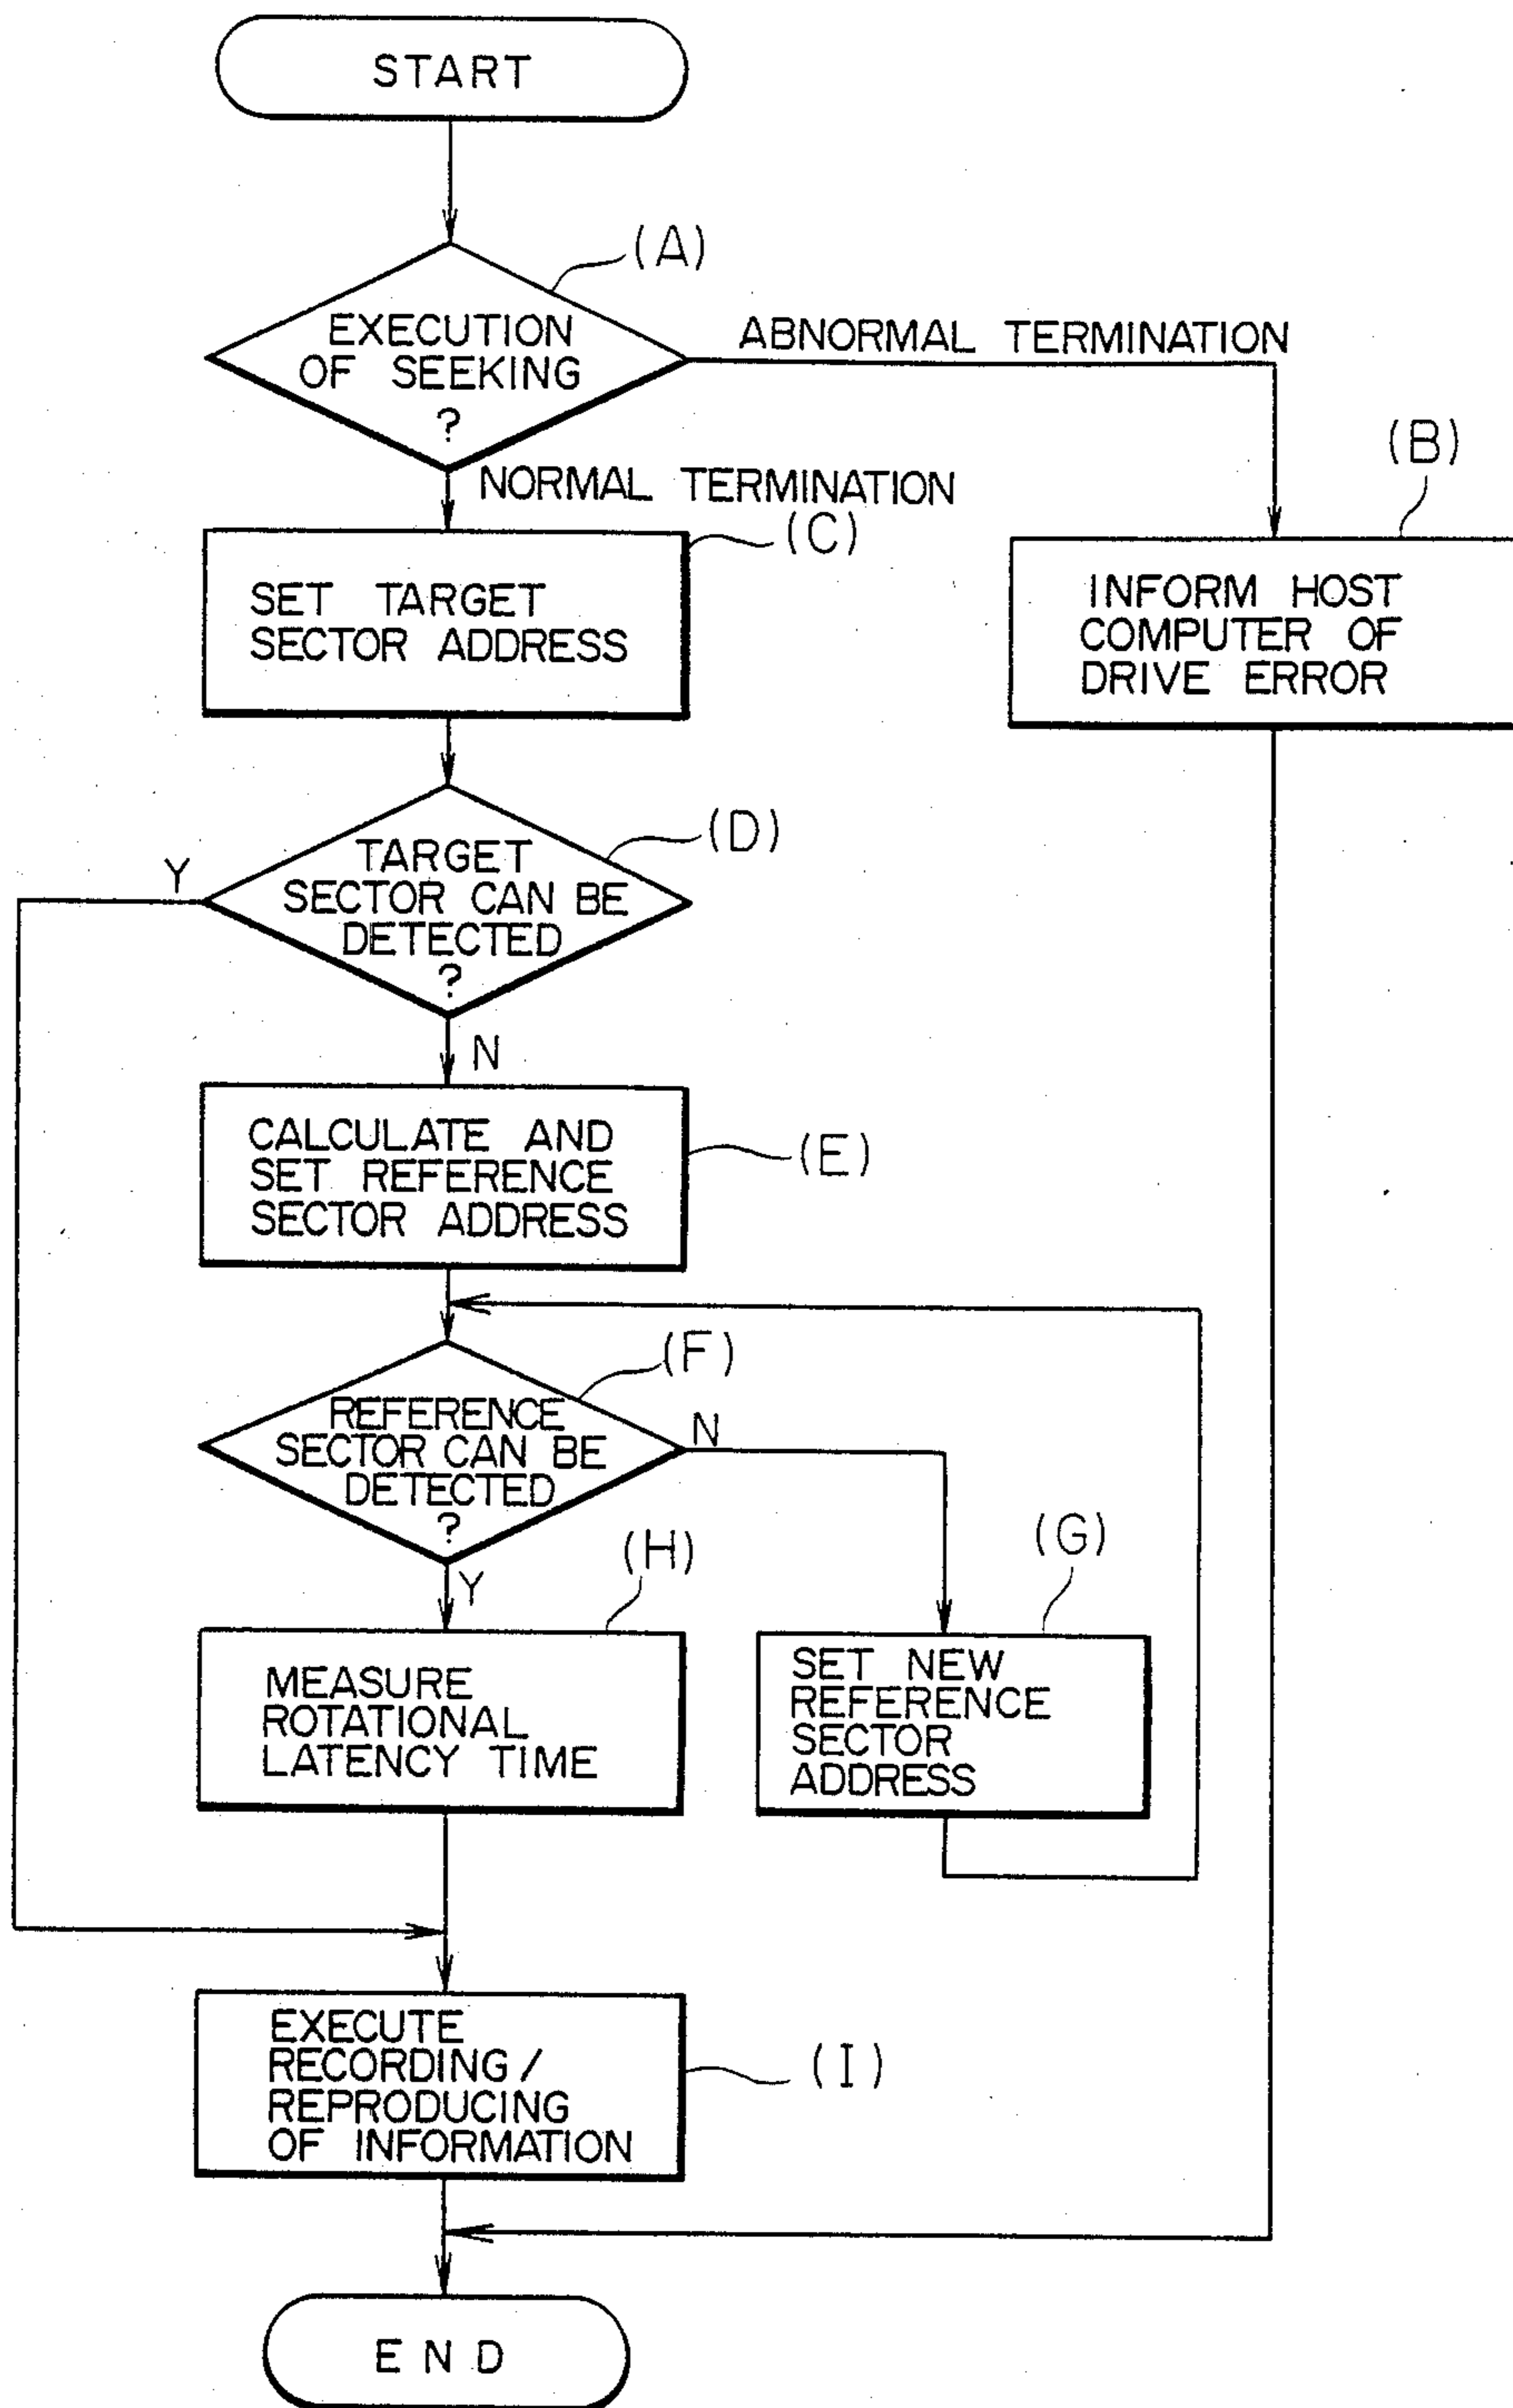 START
(A)
EXECUTION
OF SEEKING
?
ABNORMAL TERMINATION
NORMAL TERMINATION
(B)
INFORM HOST
COMPUTER OF
DRIVE ERROR
(C)
SET TARGET
SECTOR ADDRESS
(D)
Y
TARGET
SECTOR CAN BE
DETECTED
?
N
CALCULATE AND
SET REFERENCE
SECTOR ADDRESS
(E)
(F)
REFERENCE
SECTOR CAN BE
DETECTED
?
N
Y
(H)
(G)
MEASURE
ROTATIONAL
LATENCY TIME
SET NEW
REFERENCE
SECTOR
ADDRESS
EXECUTE
RECORDING/
REPRODUCING
OF INFORMATION
(I)
END